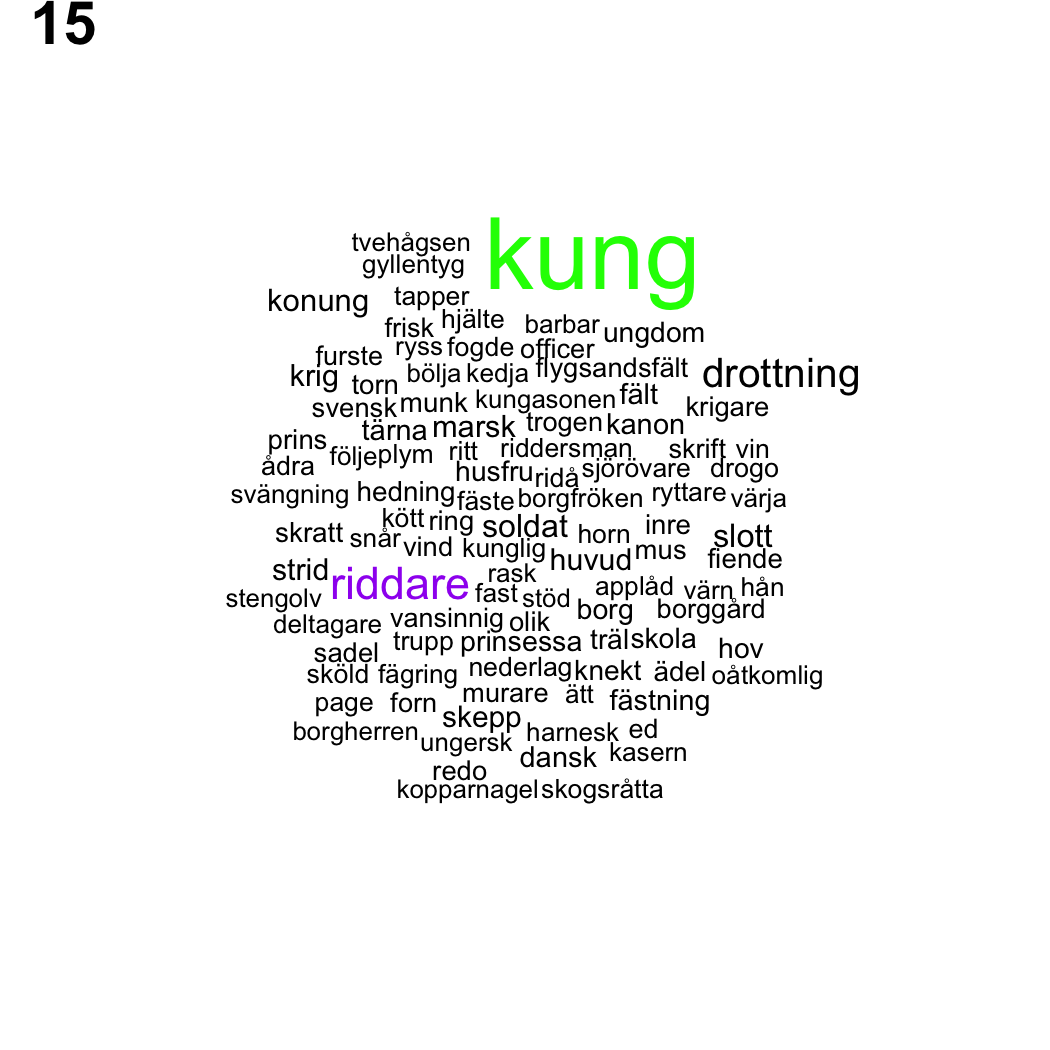 15
kung
tvehågsen
gyllentyg
konung tapper
frisk hjälte barbar ungdom
furste ryss fogde officer
krig torn bölja kedja flygsandsfält drottning
svensk munk kungasonen fält krigare
prins tärna marsk trogen kanon
ådra följe plym ritt riddersman skrift vin
husfru ridå sjörövare drogo
svängning hedning fäste borgfröken ryttare värja
skratt snår kött ring soldat horn inre slott
vind kunglig huvud mus fiende
strid riddare rask applåd värn hån
stengolv fast stöd borg borggård
deltagare vansinnig olik
sadel trupp prinsessa träl skola hov
sköld fägring nederlag knekt ädel oåtkomlig
page forn murare ätt fästning
borgherren skepp harnesk ed
ungersk dansk kasern
redo
kopparnagel skogsråtta